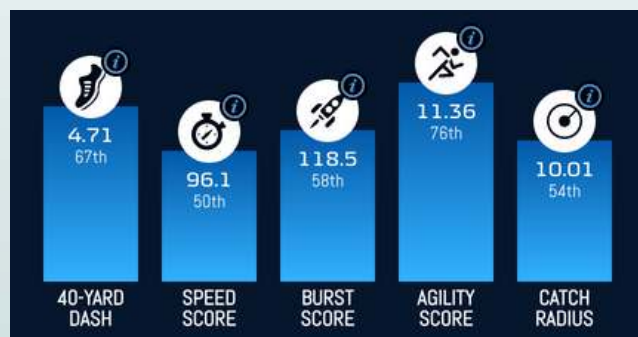 4.71
67th
40-YARD
DASH
96.1
50th
SPEED
SCORE
118.5
58th
BURST
SCORE
11.36
76th
AGILITY
SCORE
10.01
54th
CATCH
RADIUS
i
i
i
i
i